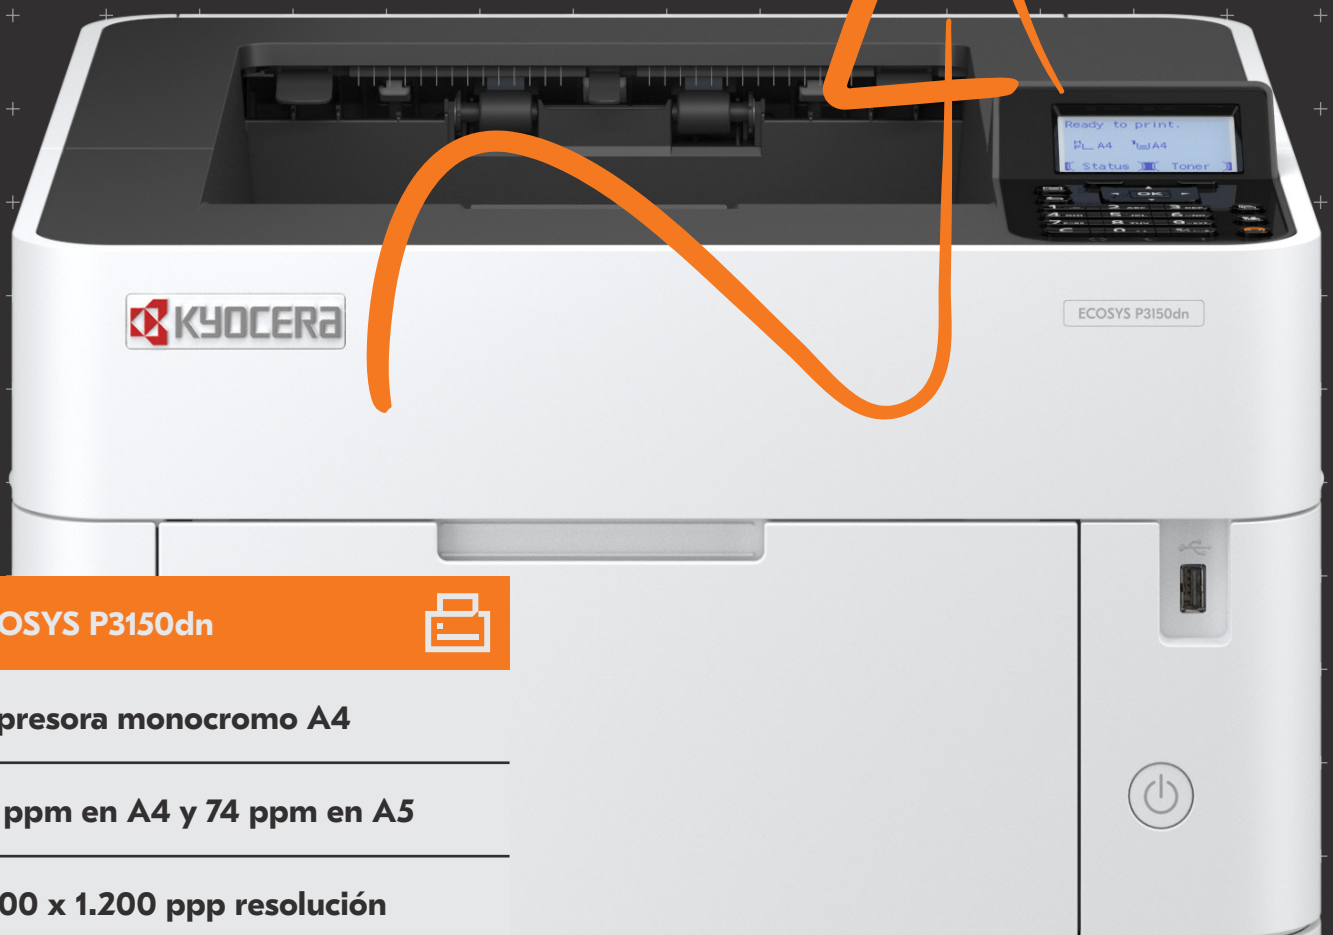 Ready to print.
A4 A4
Status Toner
OK
KYOCERA
ECOSYS P3150dn
OSYS P3150dn
presora monocromo A4
ppm en A4 y 74 ppm en A5
00 x 1.200 ppp resolución